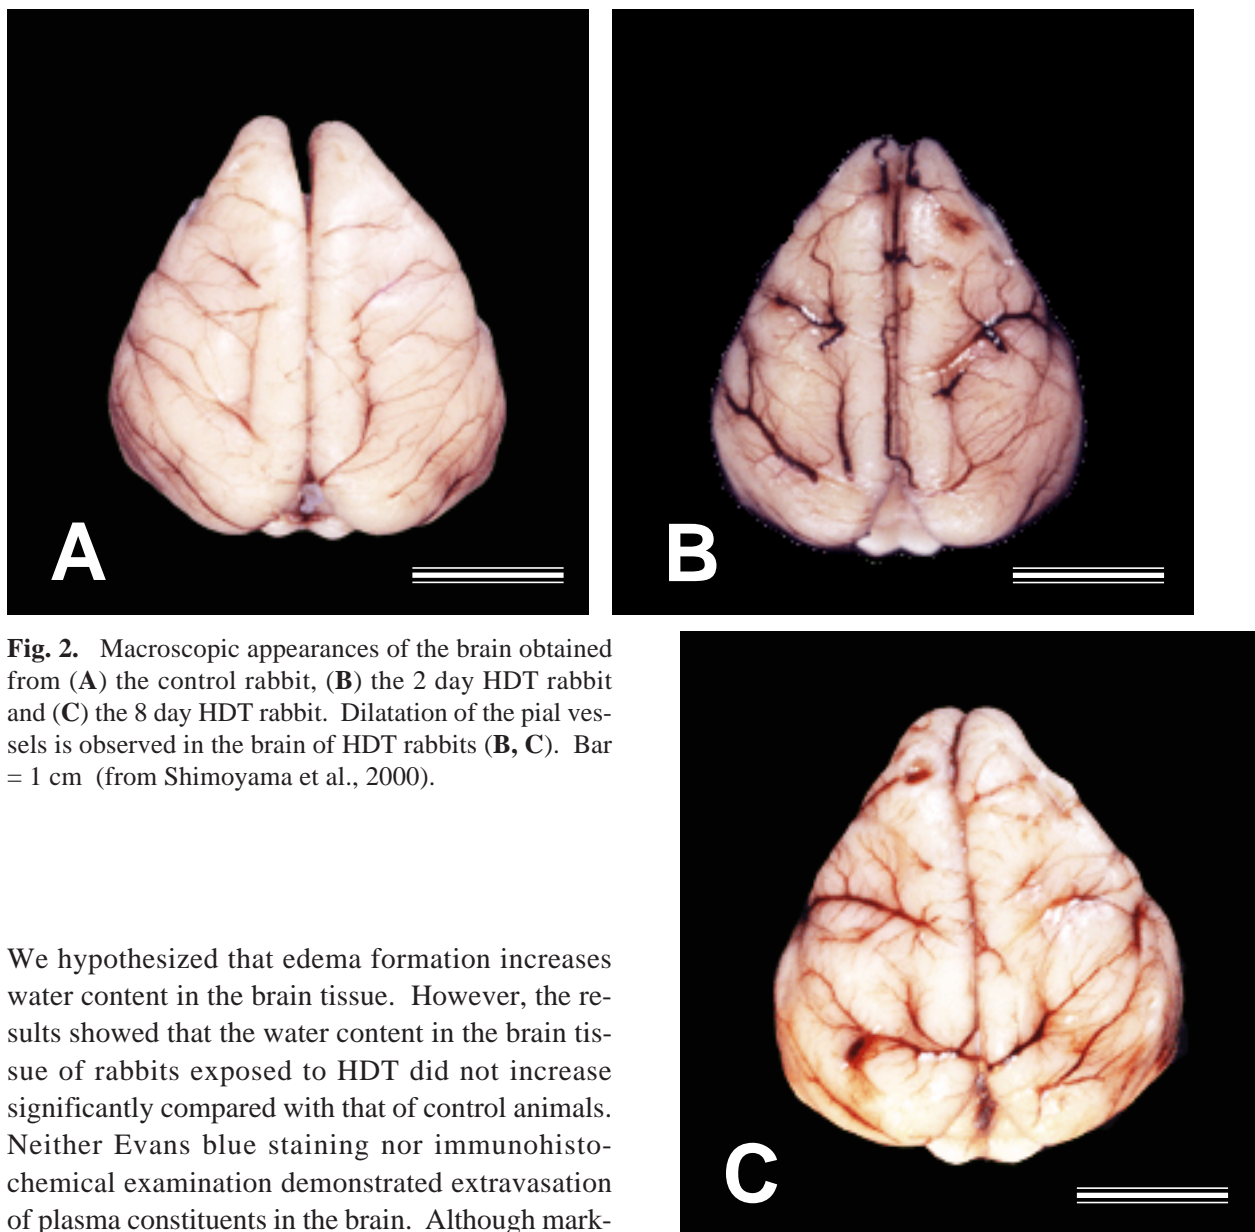 A
B
Fig. 2. Macroscopic appearances of the brain obtained
from (A) the control rabbit, (B) the 2 day HDT rabbit
and (C) the 8 day HDT rabbit. Dilatation of the pial ves-
sels is observed in the brain of HDT rabbits (B, C). Bar
= 1 cm (from Shimoyama et al., 2000).
We hypothesized that edema formation increases
water content in the brain tissue. However, the re-
sults showed that the water content in the brain tis-
sue of rabbits exposed to HDT did not increase
significantly compared with that of control animals.
Neither Evans blue staining nor immunohisto-
chemical examination demonstrated extravasation
of plasma constituents in the brain. Although mark-
C